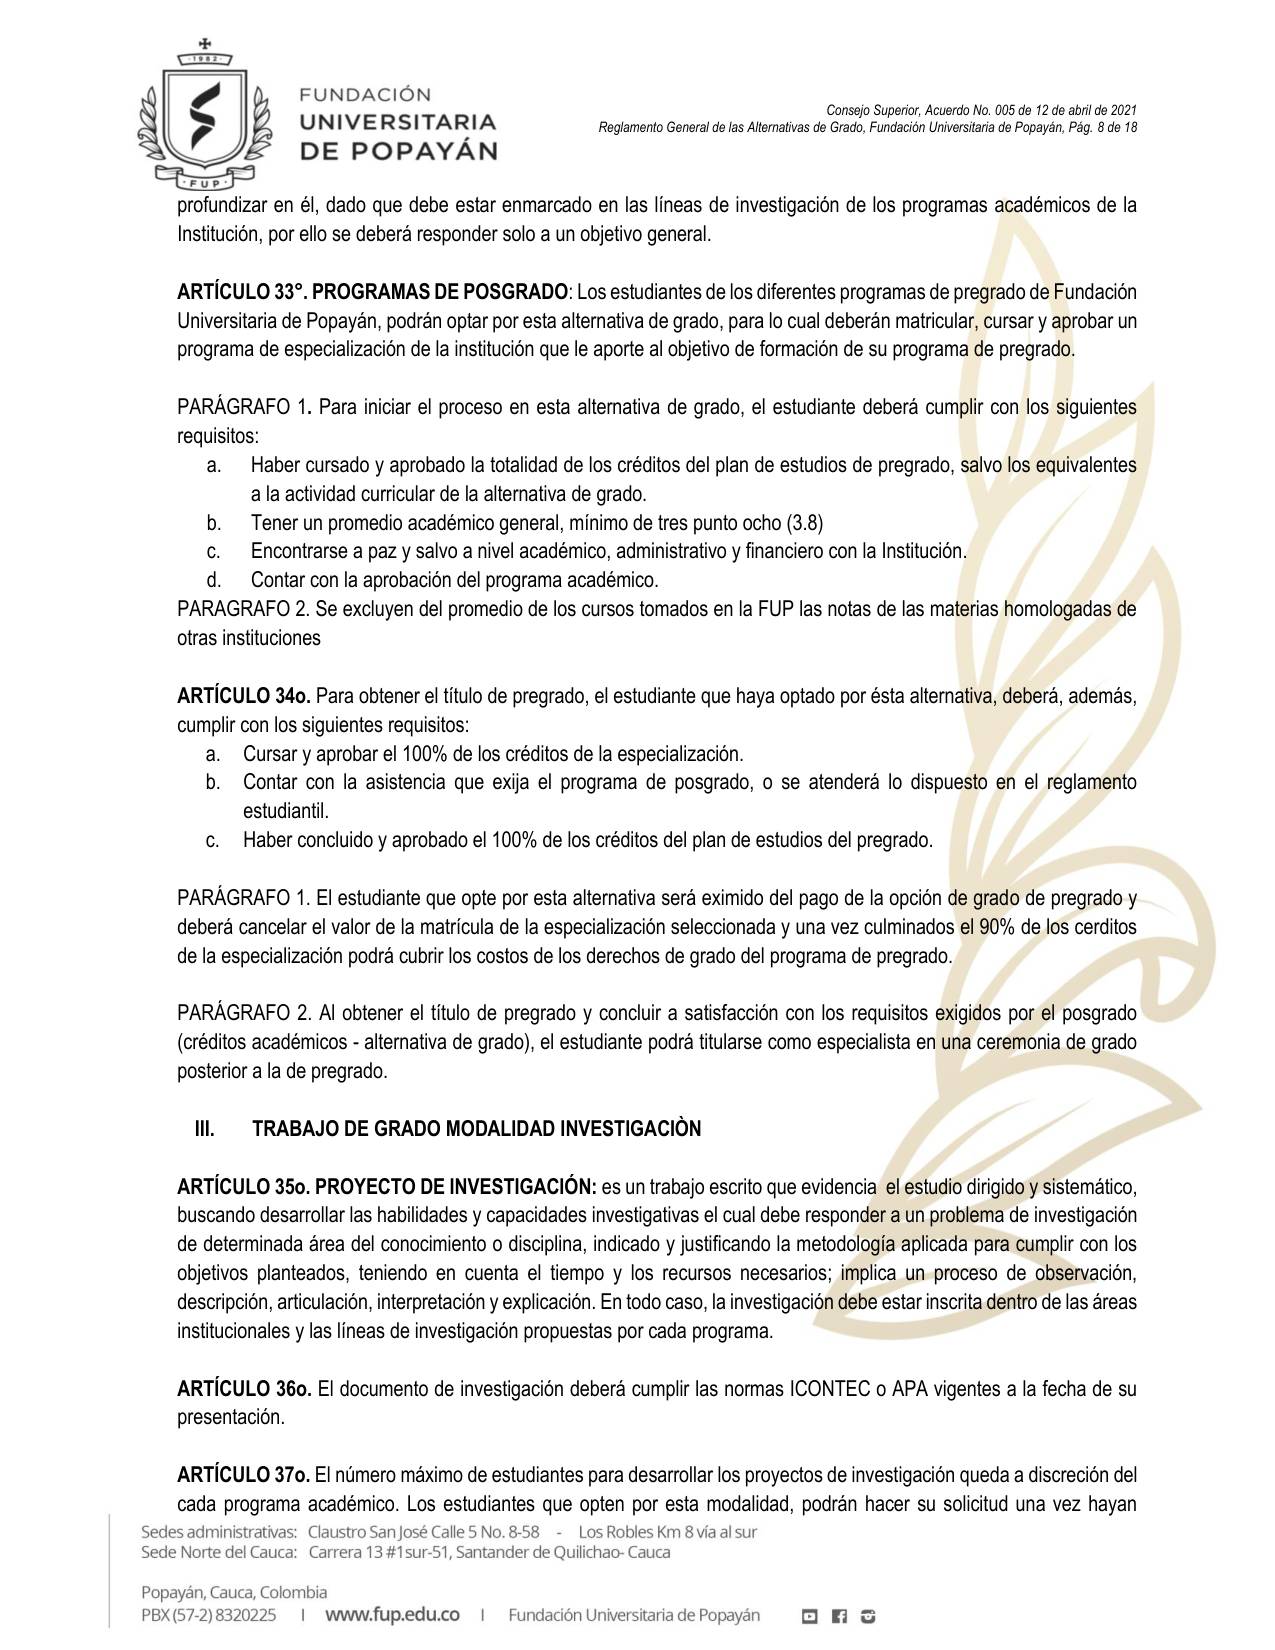 1982
FUP
FUNDACIÓN
UNIVERSITARIA
DE POPAYÁN
Consejo Superior, Acuerdo No. 005 de 12 de abril de 2021
Reglamento General de las Alternativas de Grado, Fundación Universitaria de Popayán, Pág. 8 de 18
profundizar en él, dado que debe estar enmarcado en las líneas de investigación de los programas académicos de la
Institución, por ello se deberá responder solo a un objetivo general.
ARTÍCULO 33°. PROGRAMAS DE POSGRADO: Los estudiantes de los diferentes programas de pregrado de Fundación
Universitaria de Popayán, podrán optar por esta alternativa de grado, para lo cual deberán matricular, cursar y aprobar un
programa de especialización de la institución que le aporte al objetivo de formación de su programa de pregrado.
PARÁGRAFO 1. Para iniciar el proceso en esta alternativa de grado, el estudiante deberá cumplir con los siguientes
requisitos:
a. Haber cursado y aprobado la totalidad de los créditos del plan de estudios de pregrado, salvo los equivalentes
a la actividad curricular de la alternativa de grado.
b. Tener un promedio académico general, mínimo de tres punto ocho (3.8)
c. Encontrarse a paz y salvo a nivel académico, administrativo y financiero con la Institución.
d. Contar con la aprobación del programa académico.
PARAGRAFO 2. Se excluyen del promedio de los cursos tomados en la FUP las notas de las materias homologadas de
otras instituciones
ARTÍCULO 34o. Para obtener el título de pregrado, el estudiante que haya optado por ésta alternativa, deberá, además,
cumplir con los siguientes requisitos:
a. Cursar y aprobar el 100% de los créditos de la especialización.
b. Contar con la asistencia que exija el programa de posgrado, o se atenderá lo dispuesto en el reglamento
estudiantil.
c. Haber concluido y aprobado el 100% de los créditos del plan de estudios del pregrado.
PARÁGRAFO 1. El estudiante que opte por esta alternativa será eximido del pago de la opción de grado de pregrado y
deberá cancelar el valor de la matrícula de la especialización seleccionada y una vez culminados el 90% de los cerditos
de la especialización podrá cubrir los costos de los derechos de grado del programa de pregrado.
PARÁGRAFO 2. Al obtener el título de pregrado y concluir a satisfacción con los requisitos exigidos por el posgrado
(créditos académicos - alternativa de grado), el estudiante podrá titularse como especialista en una ceremonia de grado
posterior a la de pregrado.
III. TRABAJO DE GRADO MODALIDAD INVESTIGACIÒN
ARTÍCULO 35o. PROYECTO DE INVESTIGACIÓN: es un trabajo escrito que evidencia el estudio dirigido y sistemático,
buscando desarrollar las habilidades y capacidades investigativas el cual debe responder a un problema de investigación
de determinada área del conocimiento o disciplina, indicado y justificando la metodología aplicada para cumplir con los
objetivos planteados, teniendo en cuenta el tiempo y los recursos necesarios; implica un proceso de observación,
descripción, articulación, interpretación y explicación. En todo caso, la investigación debe estar inscrita dentro de las áreas
institucionales y las líneas de investigación propuestas por cada programa.
ARTÍCULO 36o. El documento de investigación deberá cumplir las normas ICONTEC o APA vigentes a la fecha de su
presentación.
ARTÍCULO 37o. El número máximo de estudiantes para desarrollar los proyectos de investigación queda a discreción del
cada programa académico. Los estudiantes que opten por esta modalidad, podrán hacer su solicitud una vez hayan
Sedes administrativas: Claustro San José Calle 5 No. 8-58 - Los Robles Km 8 vía al sur
Sede Norte del Cauca: Carrera 13 #1sur-51, Santander de Quilichao- Cauca
Popayán, Cauca, Colombia
PBX (57-2) 8320225 I www.fup.edu.co I Fundación Universitaria de Popayán